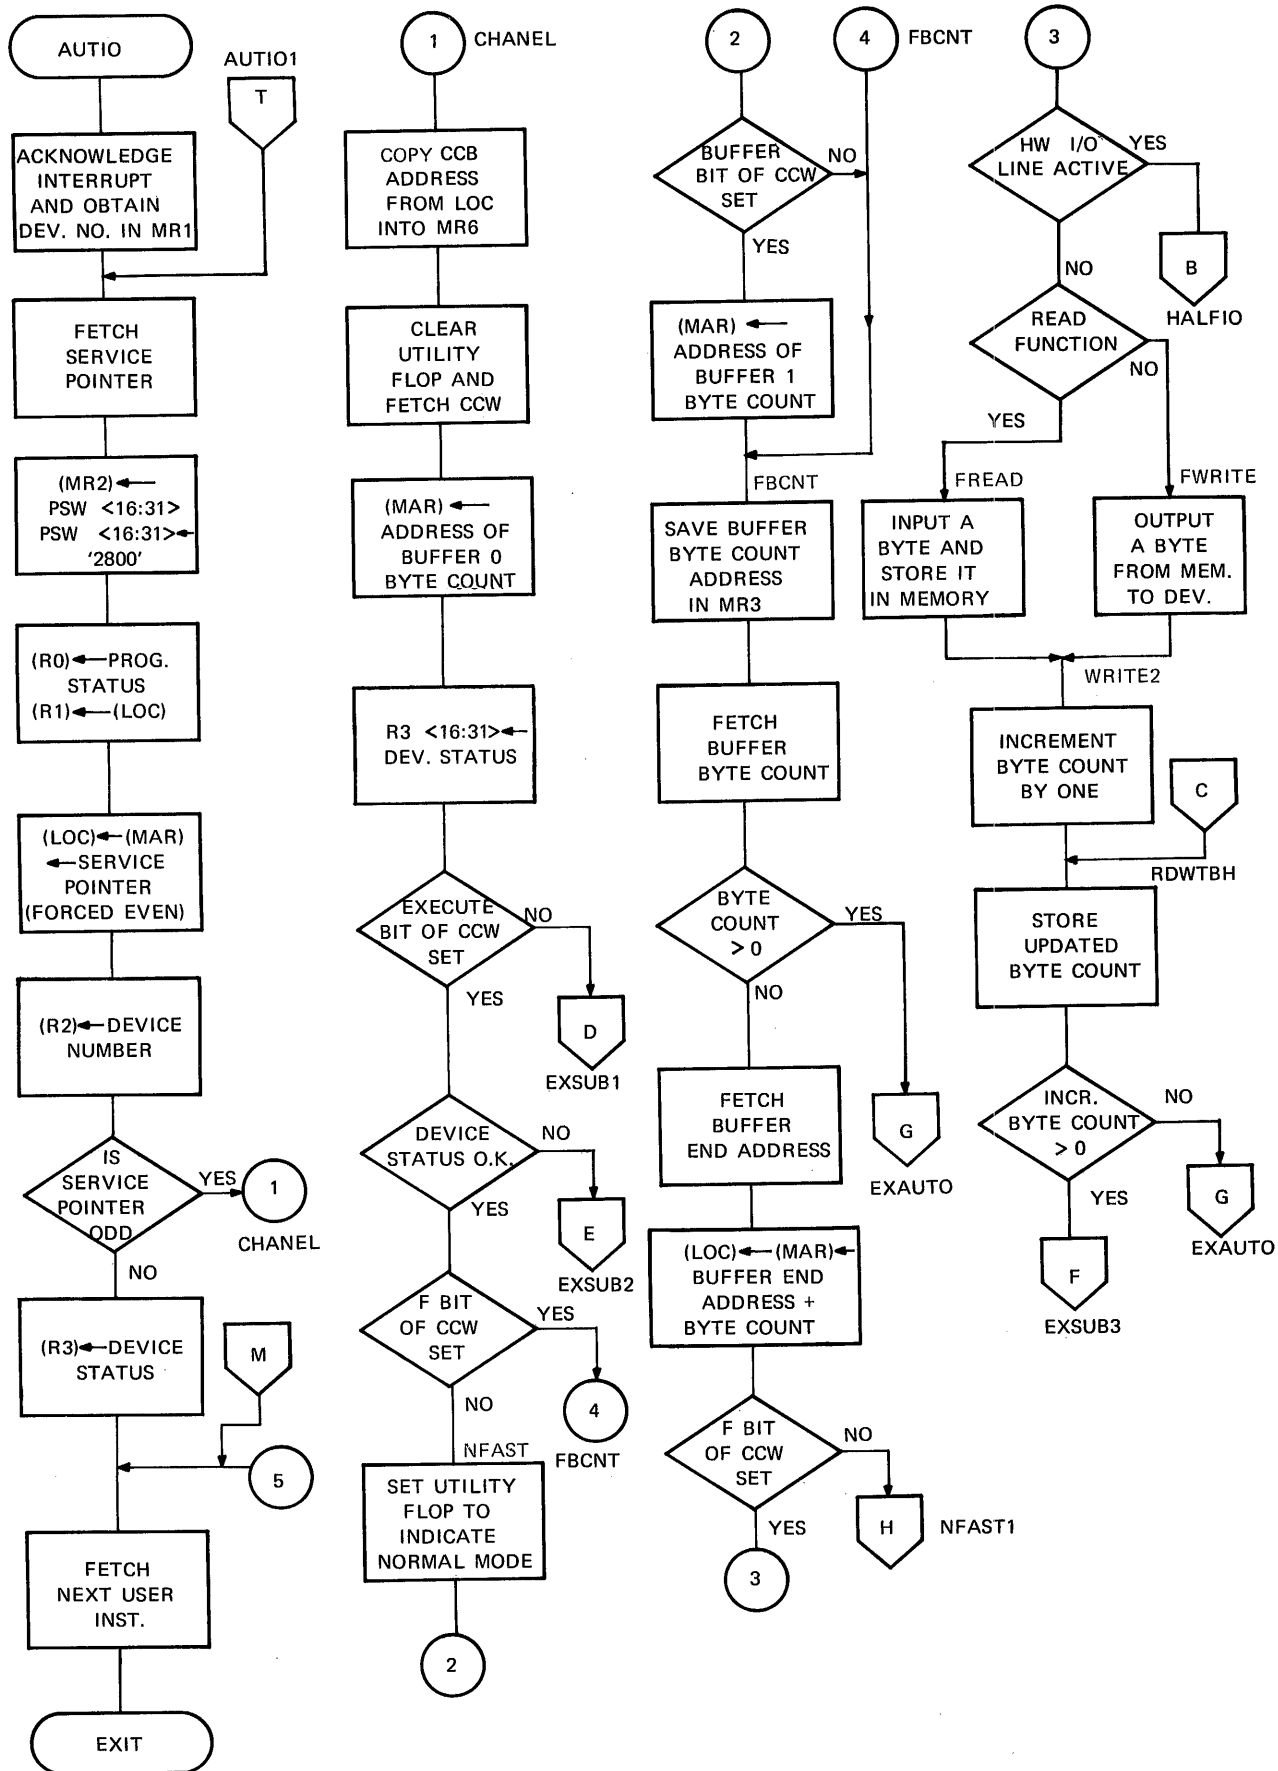 AUTIO
AUTIO1
T
ACKNOWLEDGE
INTERRUPT
AND OBTAIN
DEV. NO. IN MR1
FETCH
SERVICE
POINTER
(MR2)←
PSW <16:31>
PSW <16:31>←
'2800'
(R0)←PROG.
STATUS
(R1)←(LOC)
(LOC)←(MAR)
←SERVICE
POINTER
(FORCED EVEN)
(R2)←DEVICE
NUMBER
IS
SERVICE
POINTER
ODD
YES
1
CHANEL
NO
(R3)←DEVICE
STATUS
M
5
FETCH
NEXT USER
INST.
EXIT
1
CHANEL
COPY CCB
ADDRESS
FROM LOC
INTO MR6
CLEAR
UTILITY
FLOP AND
FETCH CCW
(MAR)←
ADDRESS OF
BUFFER 0
BYTE COUNT
R3 <16:31>←
DEV. STATUS
EXECUTE
BIT OF CCW
SET
NO
D
EXSUB1
YES
DEVICE
STATUS O.K.
NO
E
EXSUB2
YES
F BIT
OF CCW
SET
YES
4
FBCNT
NO
NFAST
SET UTILITY
FLOP TO
INDICATE
NORMAL MODE
2
2
4
FBCNT
BUFFER
BIT OF CCW
SET
NO
YES
(MAR)←
ADDRESS OF
BUFFER 1
BYTE COUNT
FBCNT
SAVE BUFFER
BYTE COUNT
ADDRESS
IN MR3
FETCH
BUFFER
BYTE COUNT
BYTE
COUNT
> 0
YES
G
EXAUTO
NO
FETCH
BUFFER
END ADDRESS
(LOC)←(MAR)←
BUFFER END
ADDRESS +
BYTE COUNT
F BIT
OF CCW
SET
NO
H
NFAST1
YES
3
3
HW I/O
LINE ACTIVE
YES
B
HALFIO
NO
READ
FUNCTION
NO
YES
FREAD
FWRITE
INPUT A
BYTE AND
STORE IT
IN MEMORY
OUTPUT
A BYTE
FROM MEM.
TO DEV.
WRITE2
INCREMENT
BYTE COUNT
BY ONE
C
RDWTBH
STORE
UPDATED
BYTE COUNT
INCR.
BYTE COUNT
> 0
NO
G
EXAUTO
YES
F
EXSUB3